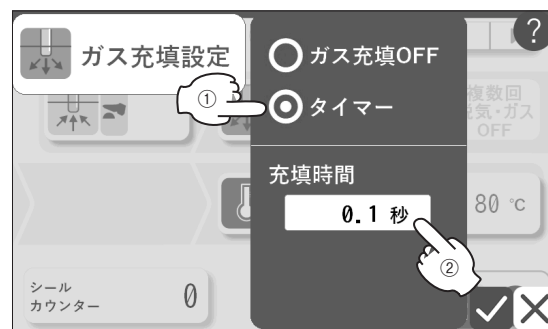 ガス充填設定
ガス充填OFF
?
①
タイマー
複数回
脱気・ガス
OFF
充填時間
0.1 秒
80 ℃
②
シール
カウンター
0